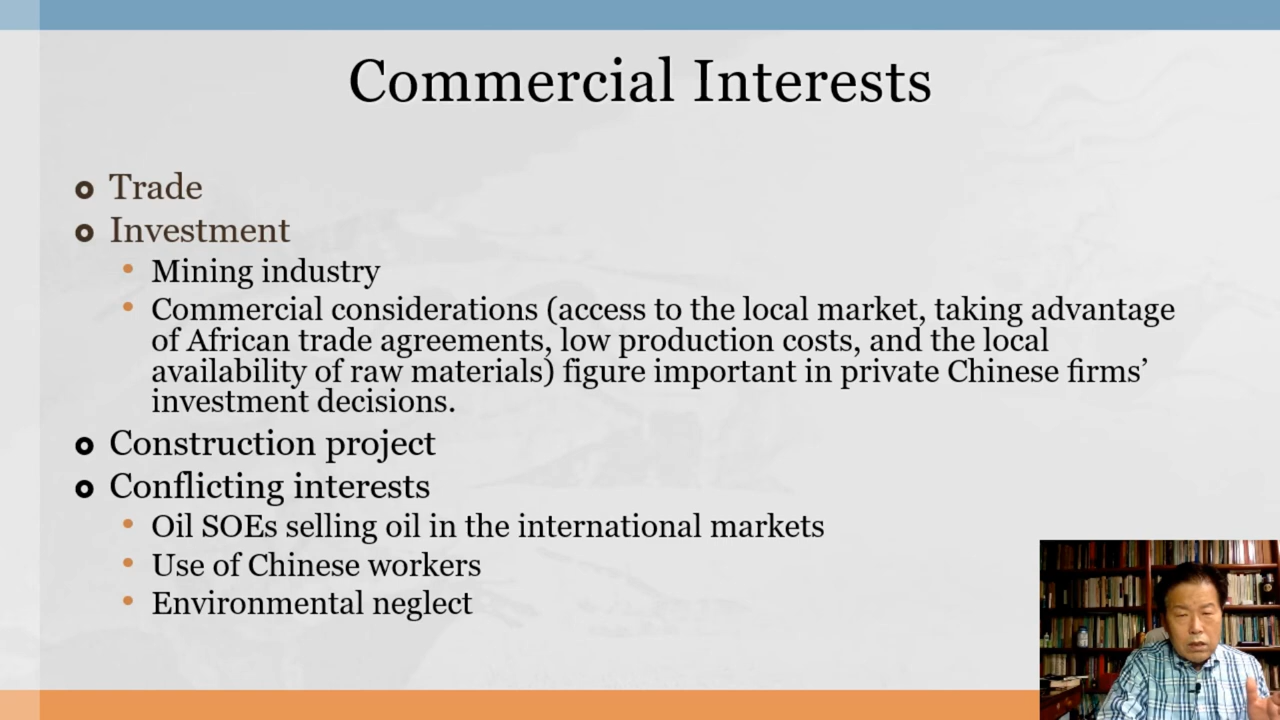 Commercial Interests
Trade
Investment
Mining industry
Commercial considerations (access to the local market, taking advantage
of African trade agreements, low production costs, and the local
availability of raw materials) figure important in private Chinese firms’
investment decisions.
Construction project
Conflicting interests
Oil SOEs selling oil in the international markets
Use of Chinese workers
Environmental neglect